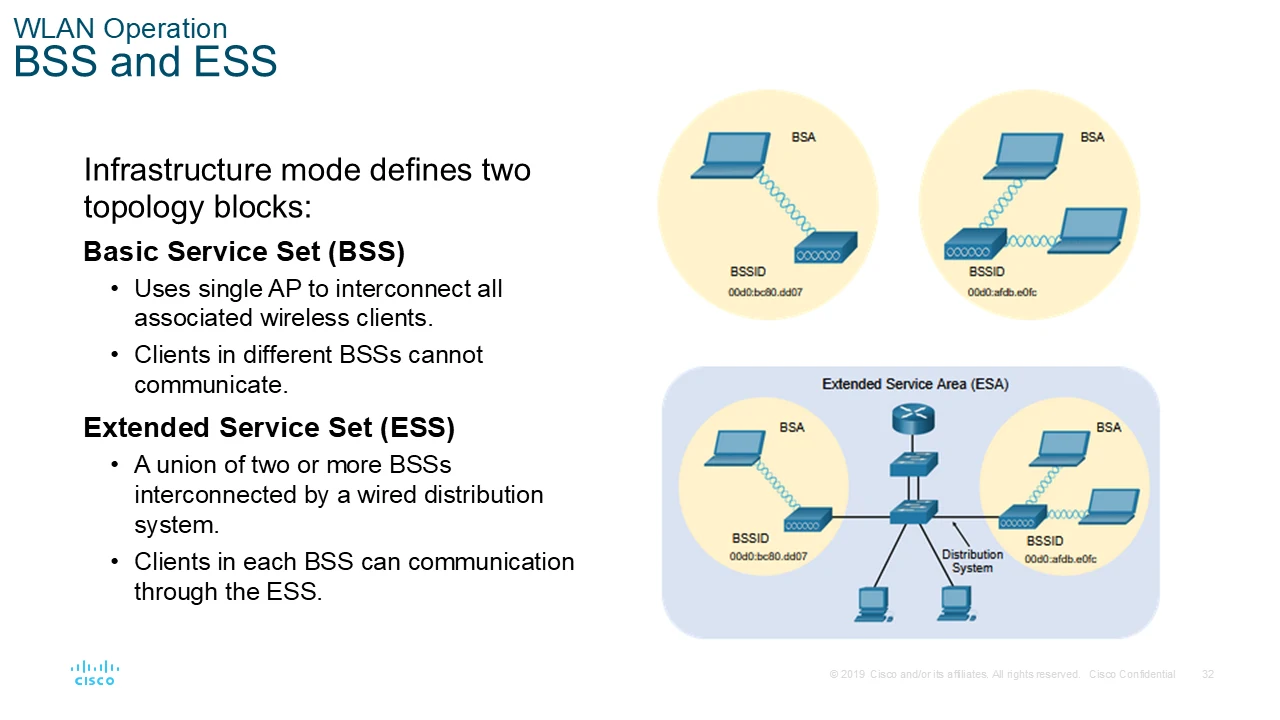 WLAN Operation
BSS and ESS
Infrastructure mode defines two
topology blocks:
Basic Service Set (BSS)
• Uses single AP to interconnect all
associated wireless clients.
• Clients in different BSSs cannot
communicate.
Extended Service Set (ESS)
• A union of two or more BSSs
interconnected by a wired distribution
system.
• Clients in each BSS can communication
through the ESS.
BSA
BSSID
00d0:bc80.dd07
BSA
BSSID
00d0:afdb.e0fc
Extended Service Area (ESA)
BSA
BSSID
00d0:bc80.dd07
Distribution
System
BSA
BSSID
00d0:afdb.e0fc
CISCO
© 2019 Cisco and/or its affiliates. All rights reserved. Cisco Confidential
32